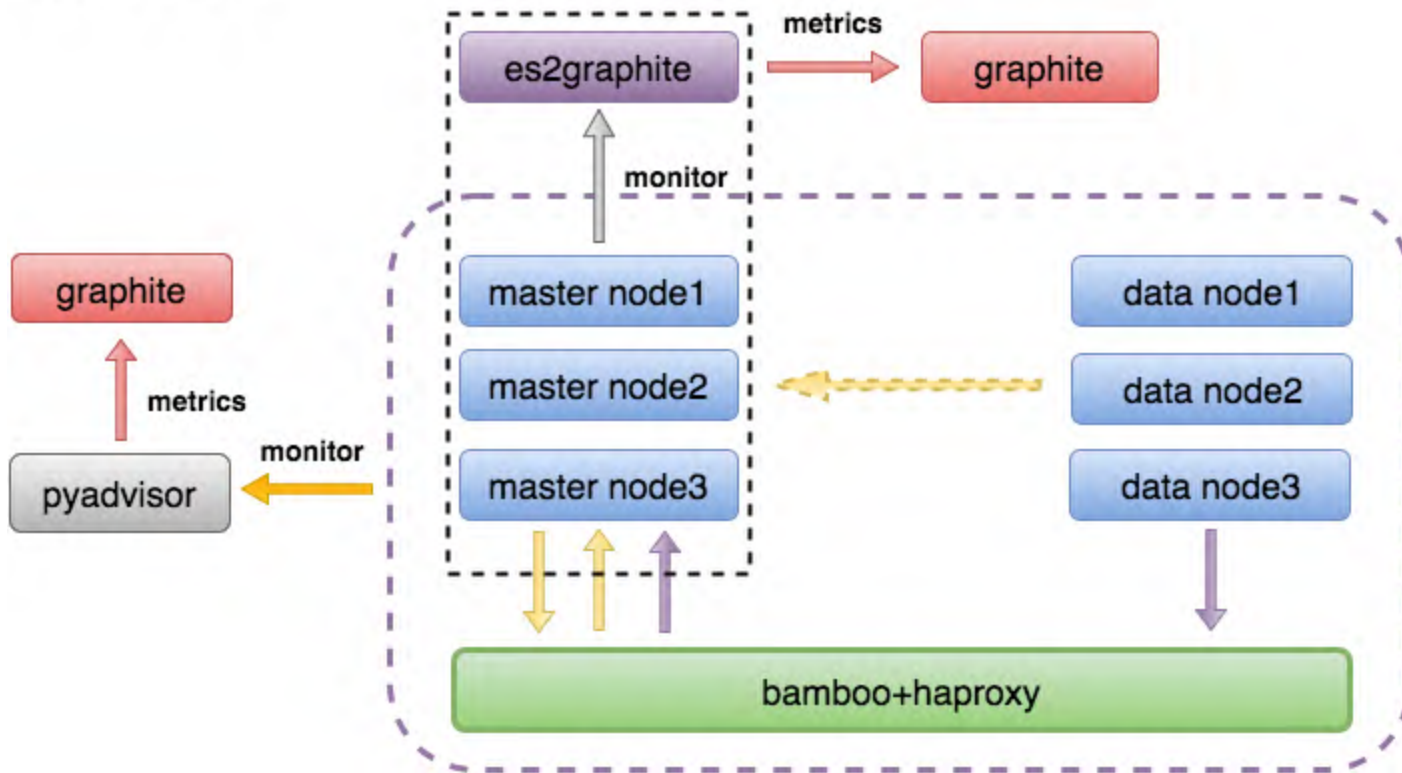 metrics
es2graphite
graphite
monitor
graphite
master node1
data node1
master node2
data node2
metrics
monitor
pyadvisor
master node3
data node3
bamboo+haproxy